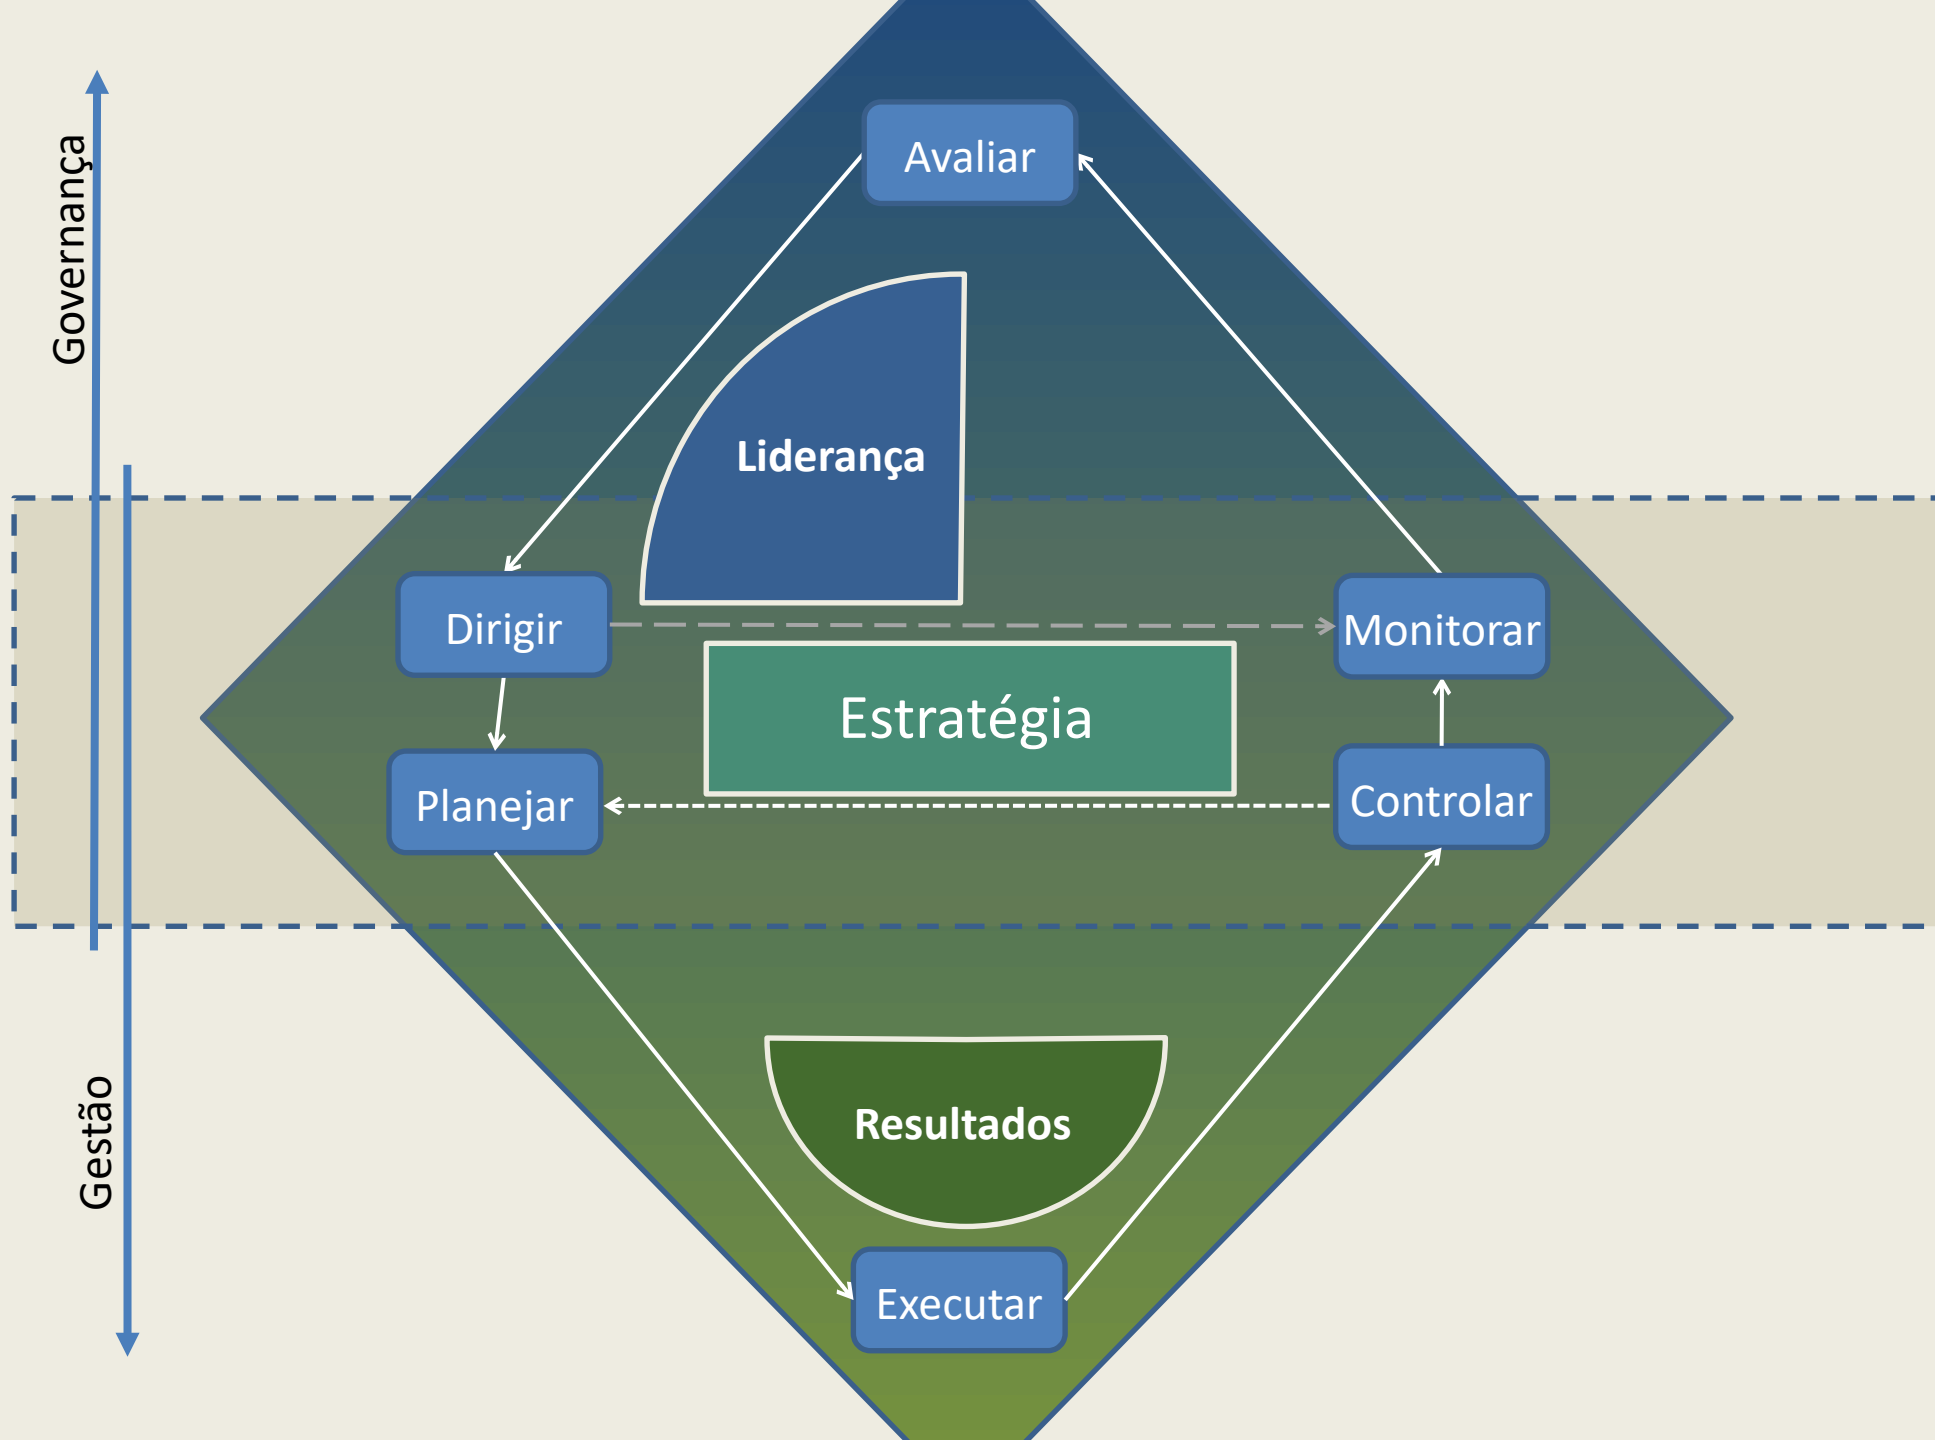 Avaliar
Governança
Liderança
Dirigir
Monitorar
Estratégia
Planejar
Controlar
Resultados
Gestão
Executar